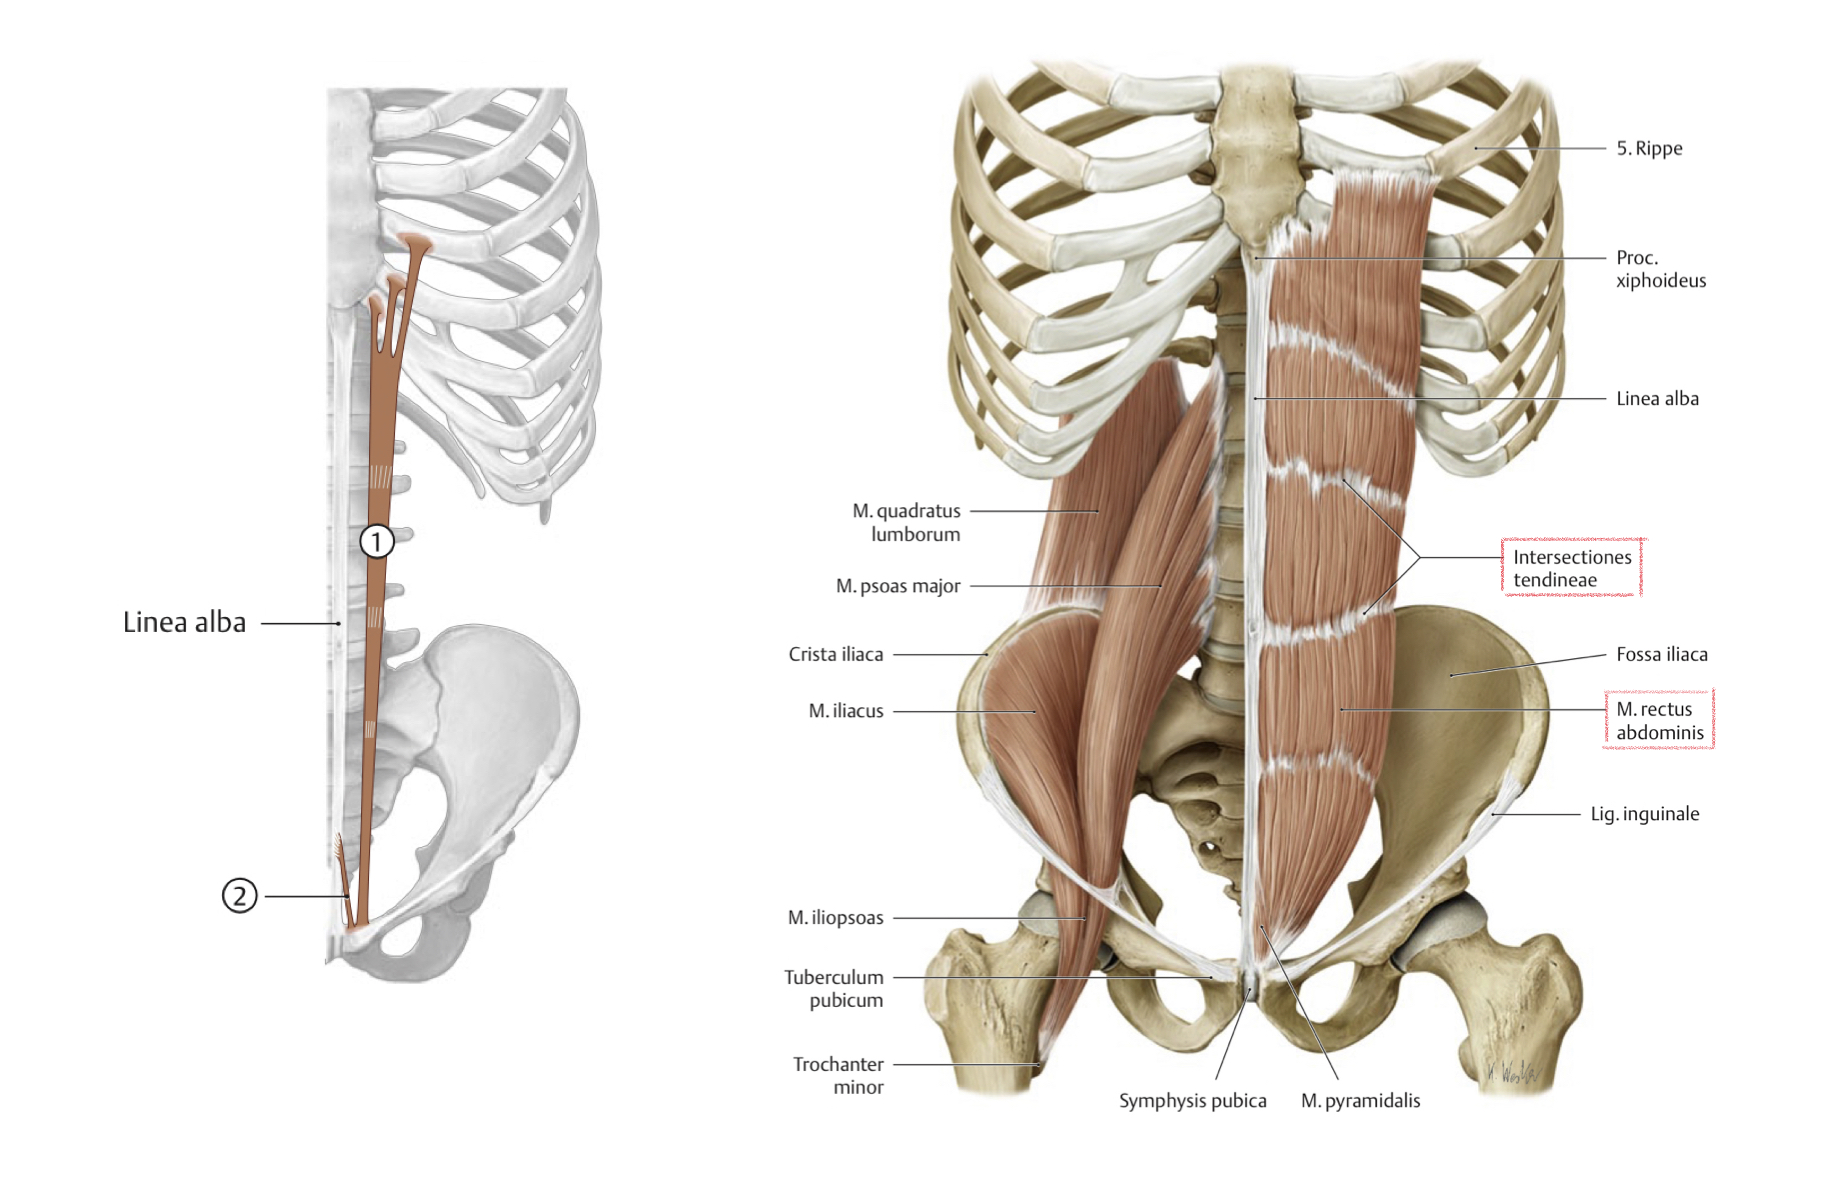 Linea alba
1
2
5. Rippe
Proc.
xiphoideus
Linea alba
M. quadratus
lumborum
M. psoas major
Intersectiones
tendineae
Crista iliaca
Fossa iliaca
M. iliacus
M. rectus
abdominis
Lig. inguinale
M. iliopsoas
Tuberculum
pubicum
Trochanter
minor
Symphysis pubica
M. pyramidalis